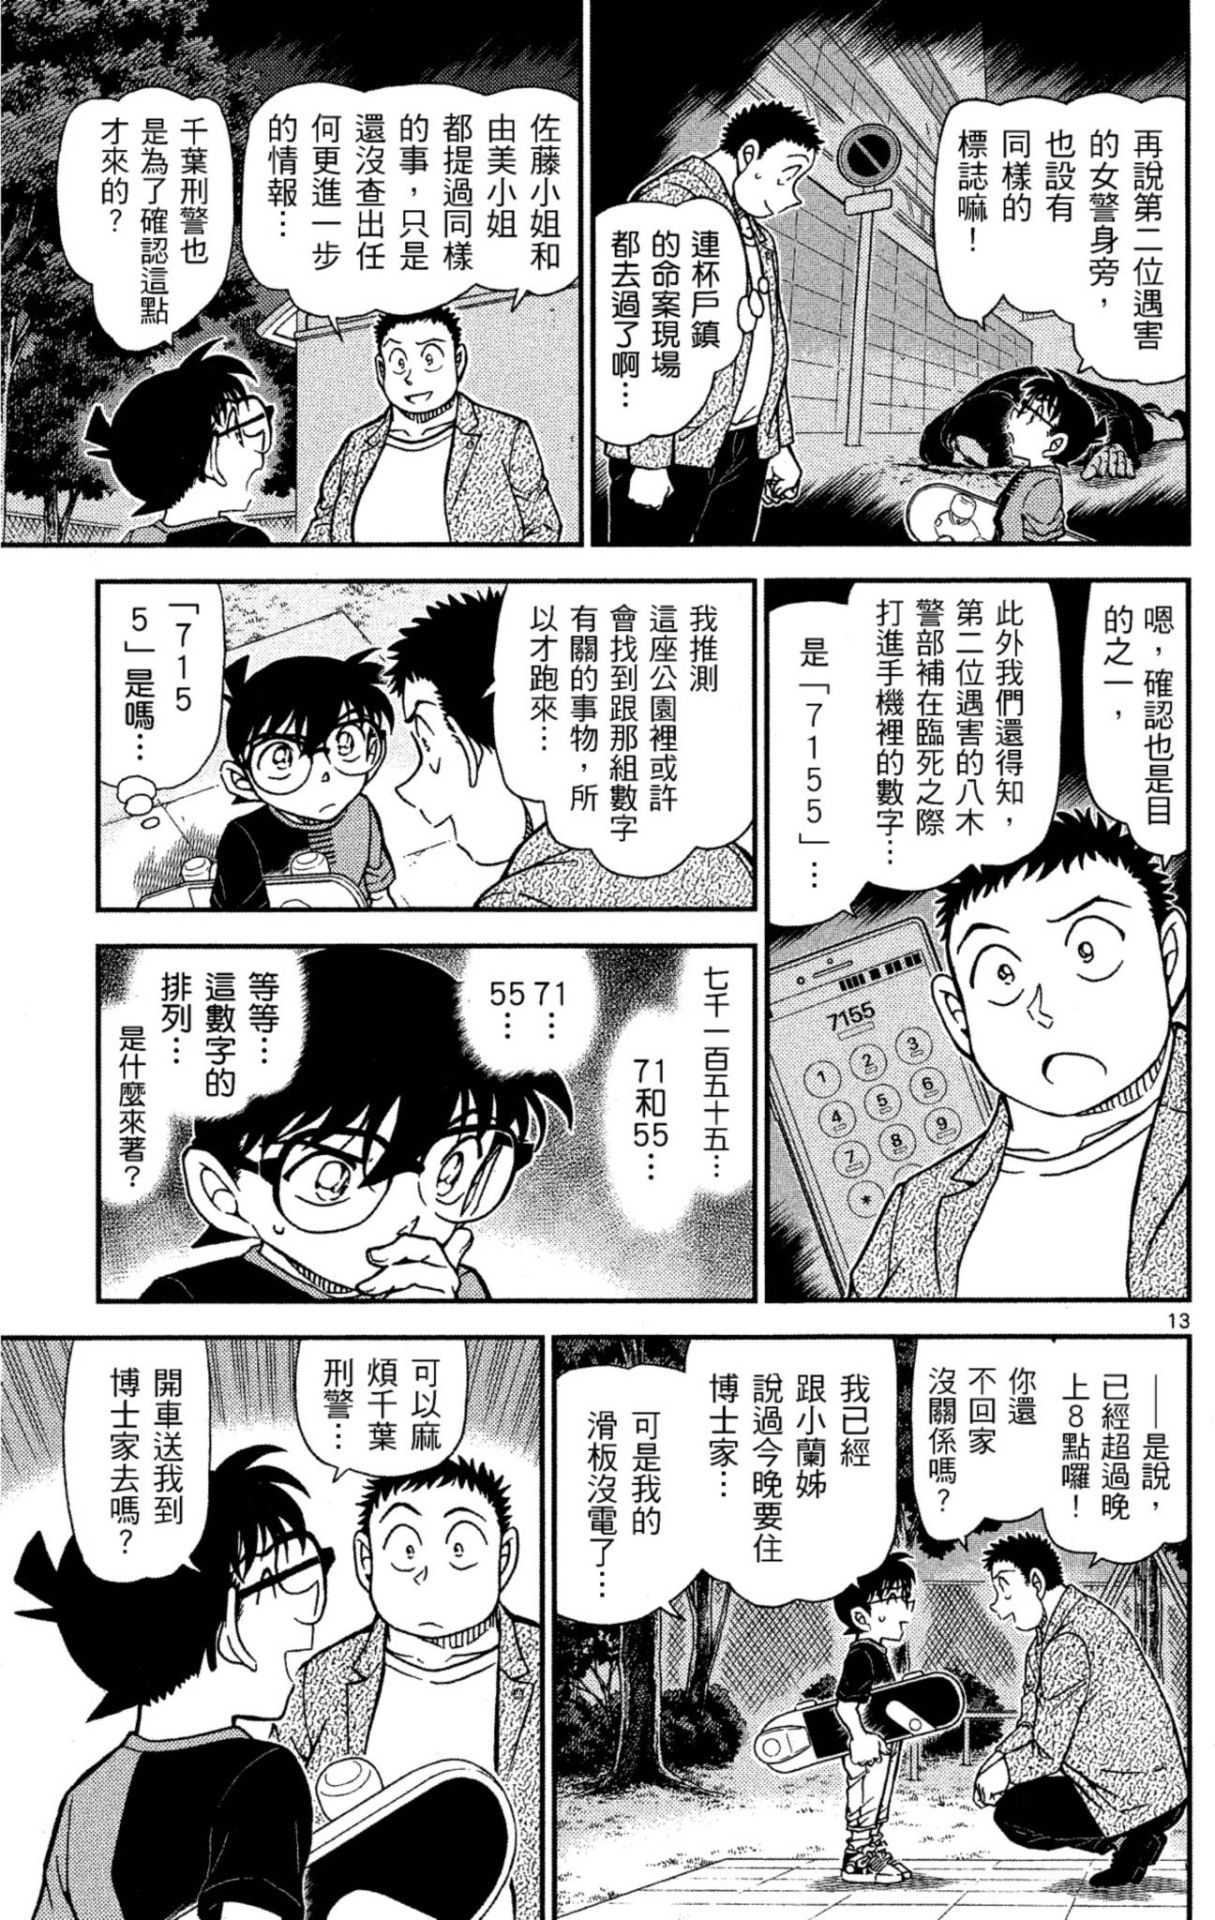 再說第二位遇害
的女警身旁，
也設有
同樣的
標誌嘛！
連杯戶鎮
的命案現場
都去過了啊…
佐藤小姐和
由美小姐
都提過同樣
的事，只是
還沒查出任
何更進一步
的情報…
千葉刑警也
是為了確認這點
才來的？
嗯，確認也是目
的之一，
此外我們還得知，
第二位遇害的八木
警部補在臨死之際
打進手機裡的數字…
是「7155」…
7155
1
2
3
4
5
6
7
8
9
*
我推測
這座公園裡或許
會找到跟那組數字
有關的事物，所
以才跑來…
「715
5」是嗎…
七千一百五十五…
71和55…
71…
55…
等等…
這數字的
排列…
是什麼來著？
13
──是說，
已經超過晚
上8點囉！
你還
不回家
沒關係嗎？
我已經
跟小蘭姊
說過今晚要住
博士家…
可是我的
滑板沒電了…
可以麻
煩千葉
刑警…
開車送我到
博士家去嗎？